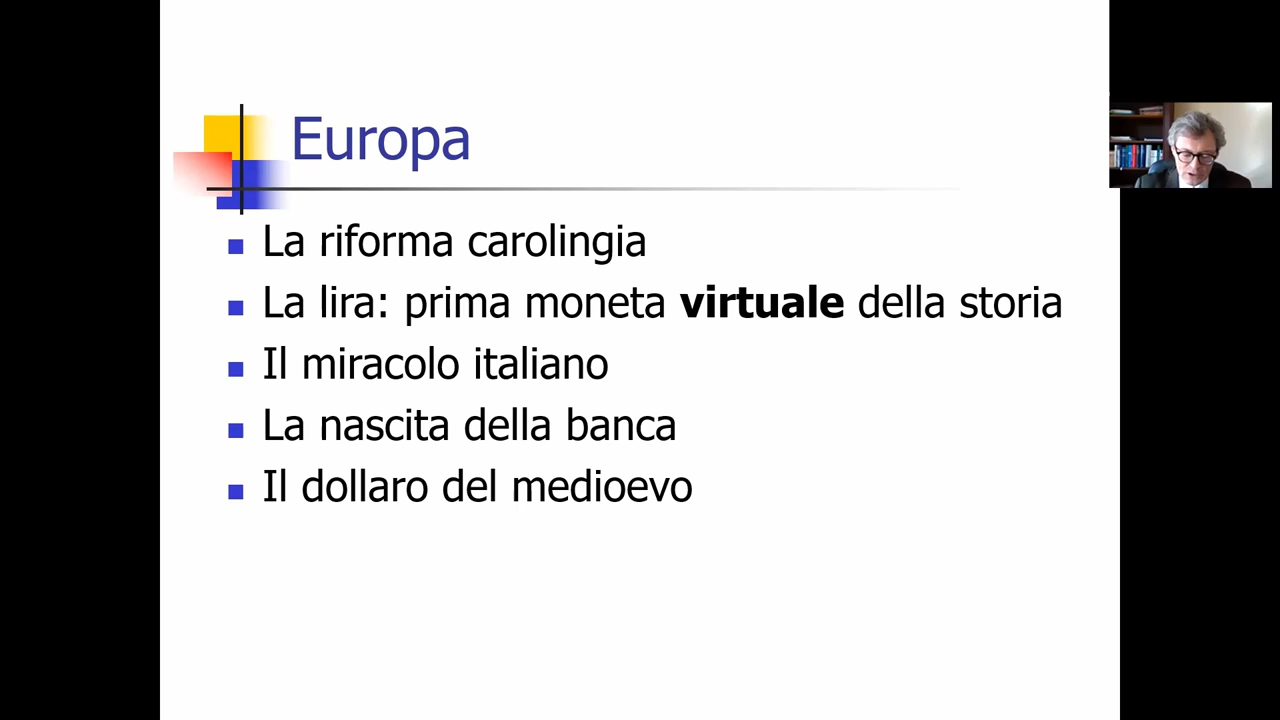 Europa
La riforma carolingia
La lira: prima moneta virtuale della storia
Il miracolo italiano
La nascita della banca
Il dollaro del medioevo